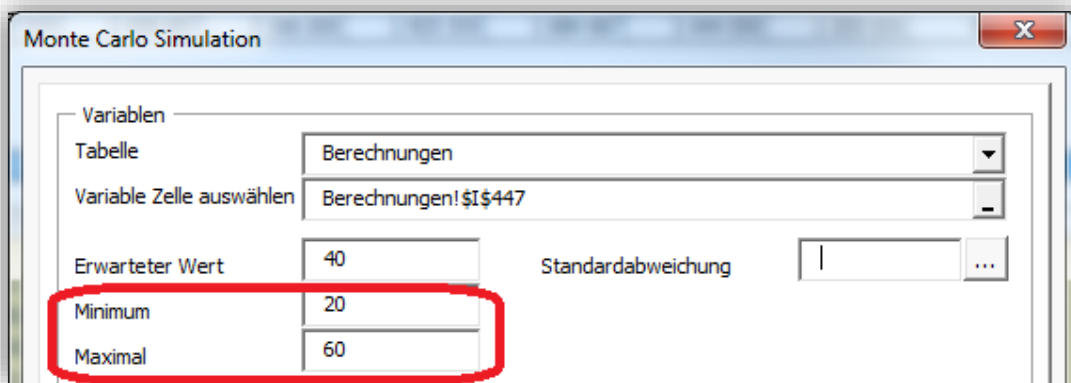 Monte Carlo Simulation
Variablen
Tabelle Berechnungen
Variable Zelle auswählen Berechnungen!$I$447
Erwarteter Wert 40 Standardabweichung ...
Minimum 20
Maximal 60